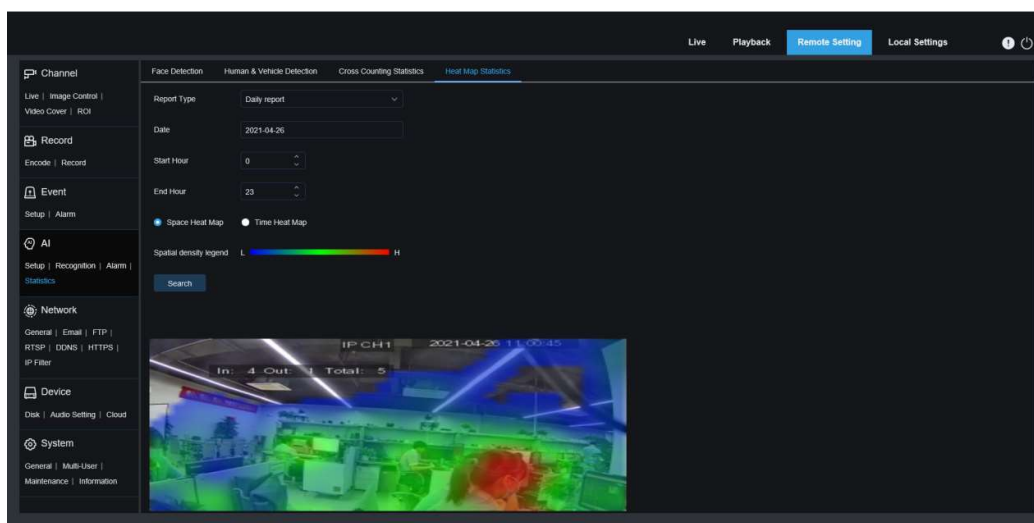 Live Playback Remote Setting Local Settings
Channel
Live | Image Control |
Video Cover | ROI
Record
Encode | Record
Event
Setup | Alarm
AI
Setup | Recognition | Alarm |
Statistics
Network
General | Email | FTP |
RTSP | DDNS | HTTPS |
IP Filter
Device
Disk | Audio Setting | Cloud
System
General | Multi-User |
Maintenance | Information
Face Detection Human & Vehicle Detection Cross Counting Statistics Heat Map Statistics
Report Type Daily report
Date 2021-04-26
Start Hour 0
End Hour 23
Space Heat Map Time Heat Map
Spatial density legend L H
Search
IP CH1 2021-04-26 11:00:45
In: 4 Out: 1 Total: 5